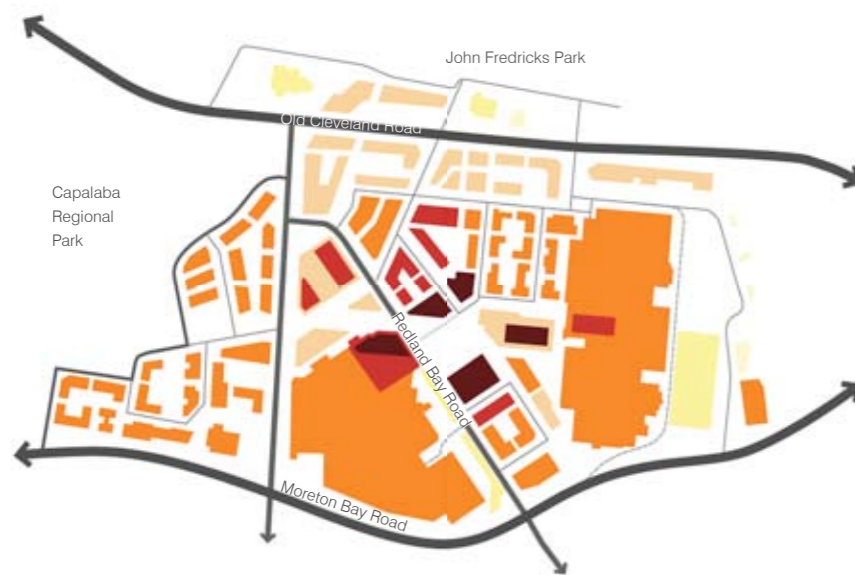 John Fredricks Park
Old Cleveland Road
Capalaba
Regional
Park
Redland Bay Road
Moreton Bay Road